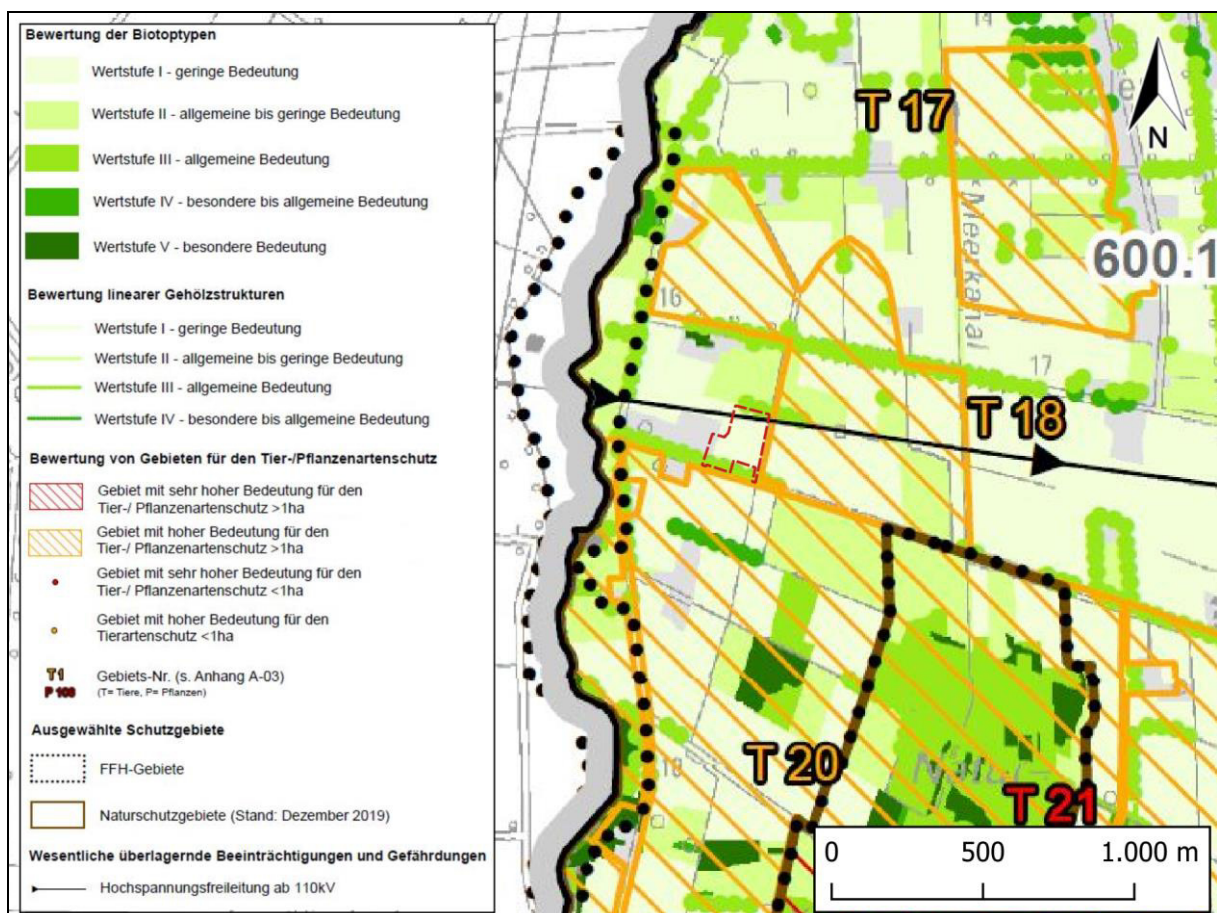 Bewertung der Biotoptypen
Wertstufe I - geringe Bedeutung
Wertstufe II - allgemeine bis geringe Bedeutung
Wertstufe III - allgemeine Bedeutung
Wertstufe IV - besondere bis allgemeine Bedeutung
Wertstufe V - besondere Bedeutung
Bewertung linearer Gehölzstrukturen
Wertstufe I - geringe Bedeutung
Wertstufe II - allgemeine bis geringe Bedeutung
Wertstufe III - allgemeine Bedeutung
Wertstufe IV - besondere bis allgemeine Bedeutung
Bewertung von Gebieten für den Tier-/Pflanzenartenschutz
Gebiet mit sehr hoher Bedeutung für den
Tier-/ Pflanzenartenschutz >1ha
Gebiet mit hoher Bedeutung für den
Tier-/ Pflanzenartenschutz >1ha
Gebiet mit sehr hoher Bedeutung für den
Tier-/ Pflanzenartenschutz <1ha
Gebiet mit hoher Bedeutung für den
Tierartenschutz <1ha
T1
P 108
Gebiets-Nr. (s. Anhang A-03)
(T= Tiere, P= Pflanzen)
Ausgewählte Schutzgebiete
FFH-Gebiete
Naturschutzgebiete (Stand: Dezember 2019)
Wesentliche überlagernde Beeinträchtigungen und Gefährdungen
Hochspannungsfreileitung ab 110kV
14
T 17
N
Meerkanal
600.1
16
17
T 18
T 20
18
Natur-
T 21
0 500 1.000 m